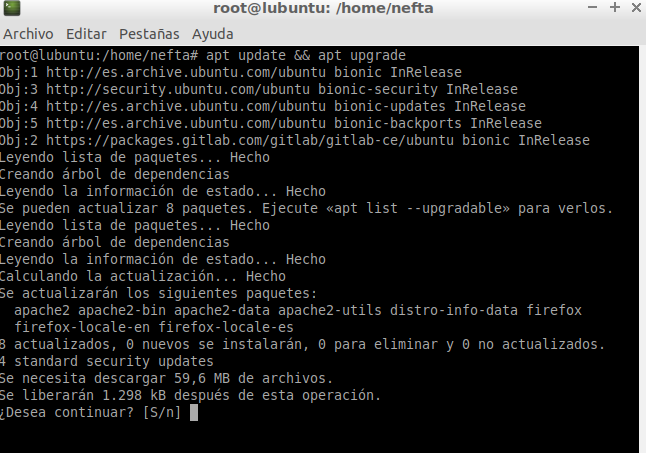 root@lubuntu: /home/nefta
Archivo Editar Pestañas Ayuda
root@lubuntu:/home/nefta# apt update && apt upgrade
Obj:1 http://es.archive.ubuntu.com/ubuntu bionic InRelease
Obj:3 http://security.ubuntu.com/ubuntu bionic-security InRelease
Obj:4 http://es.archive.ubuntu.com/ubuntu bionic-updates InRelease
Obj:5 http://es.archive.ubuntu.com/ubuntu bionic-backports InRelease
Obj:2 https://packages.gitlab.com/gitlab/gitlab-ce/ubuntu bionic InRelease
Leyendo lista de paquetes... Hecho
Creando árbol de dependencias
Leyendo la información de estado... Hecho
Se pueden actualizar 8 paquetes. Ejecute «apt list --upgradable» para verlos.
Leyendo lista de paquetes... Hecho
Creando árbol de dependencias
Leyendo la información de estado... Hecho
Calculando la actualización... Hecho
Se actualizarán los siguientes paquetes:
apache2 apache2-bin apache2-data apache2-utils distro-info-data firefox
firefox-locale-en firefox-locale-es
8 actualizados, 0 nuevos se instalarán, 0 para eliminar y 0 no actualizados.
4 standard security updates
Se necesita descargar 59,6 MB de archivos.
Se liberarán 1.298 kB después de esta operación.
¿Desea continuar? [S/n]